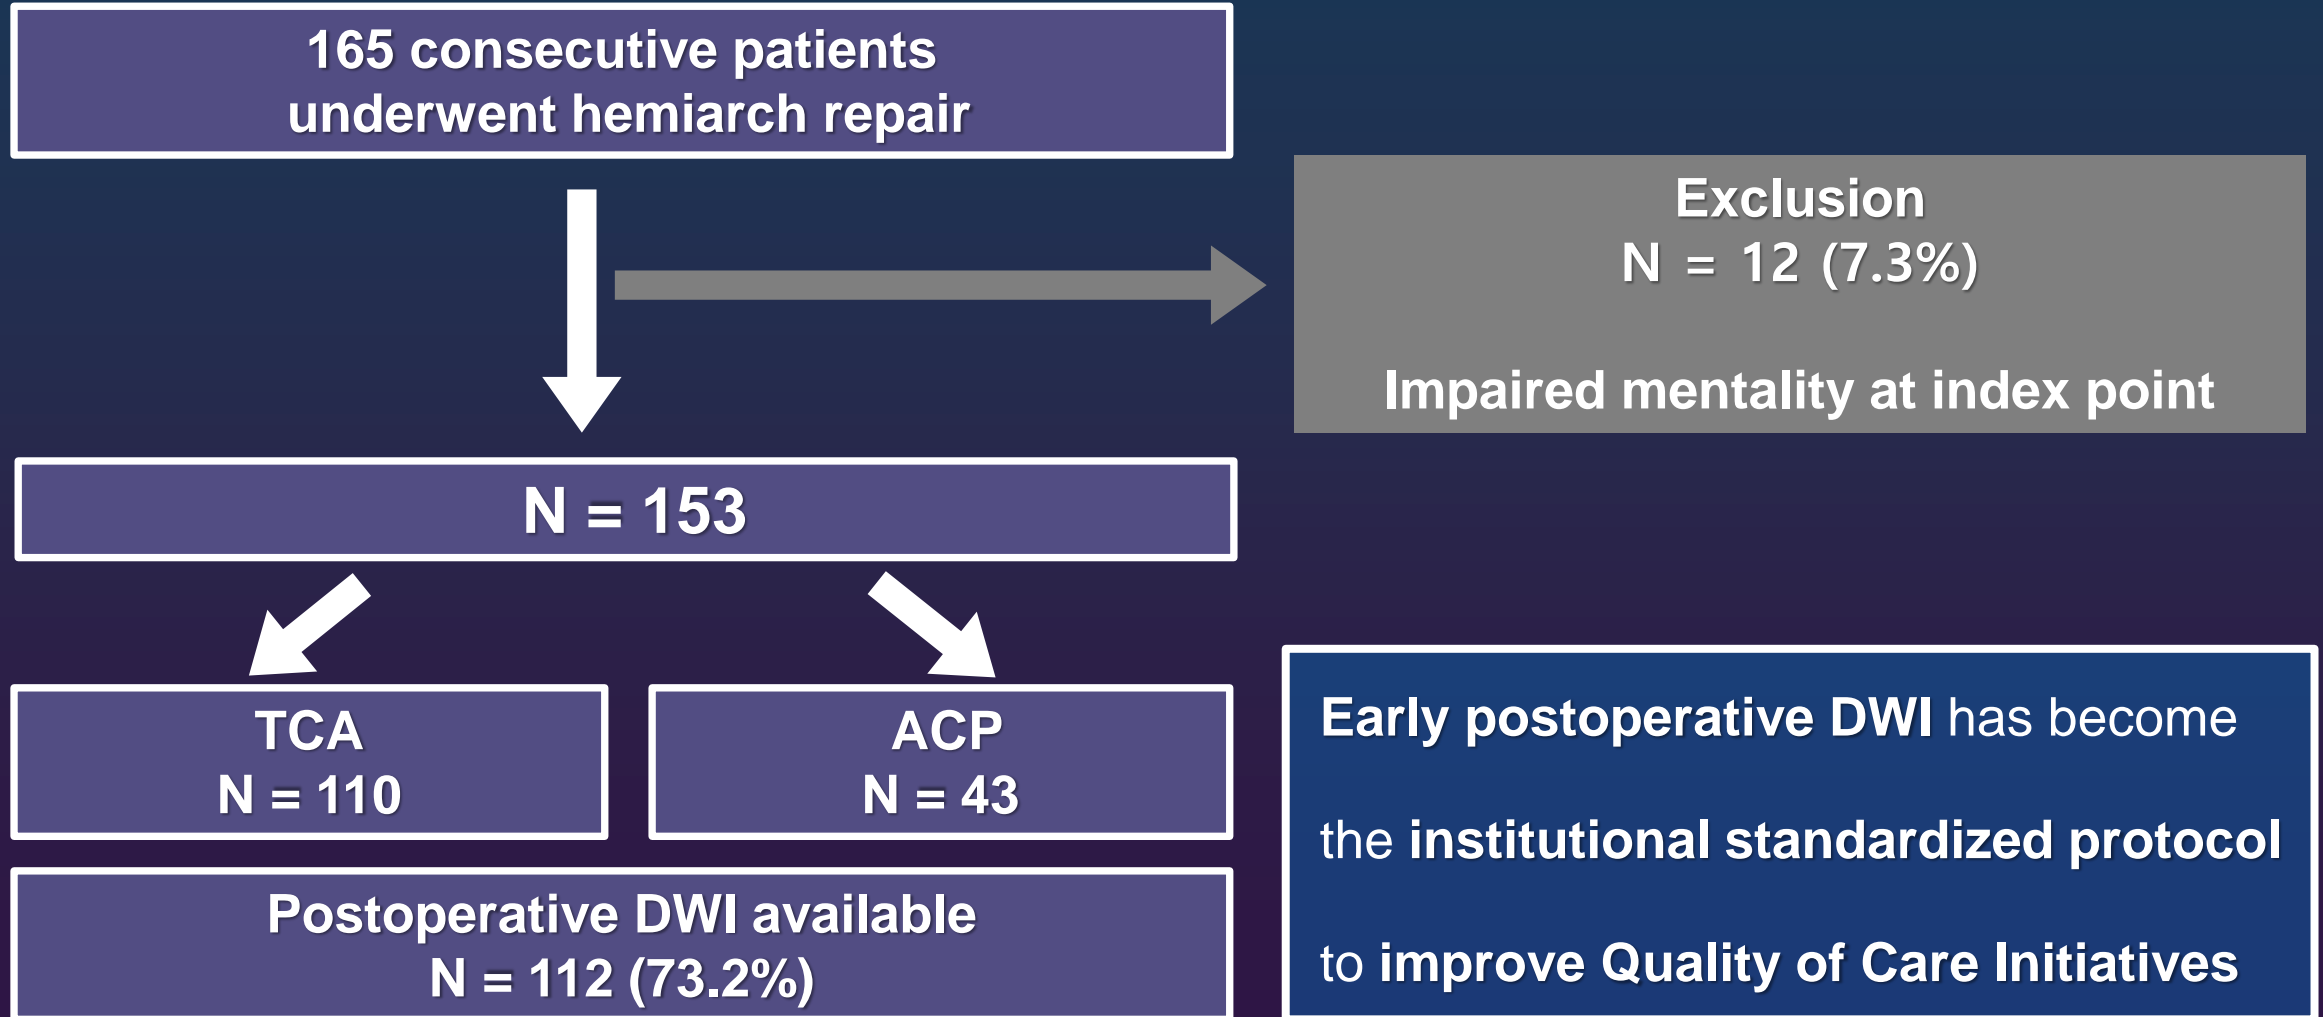 165 consecutive patients
underwent hemiarch repair
Exclusion
N = 12 (7.3%)
Impaired mentality at index point
N = 153
TCA
N = 110
ACP
N = 43
Postoperative DWI available
N = 112 (73.2%)
Early postoperative DWI has become
the institutional standardized protocol
to improve Quality of Care Initiatives